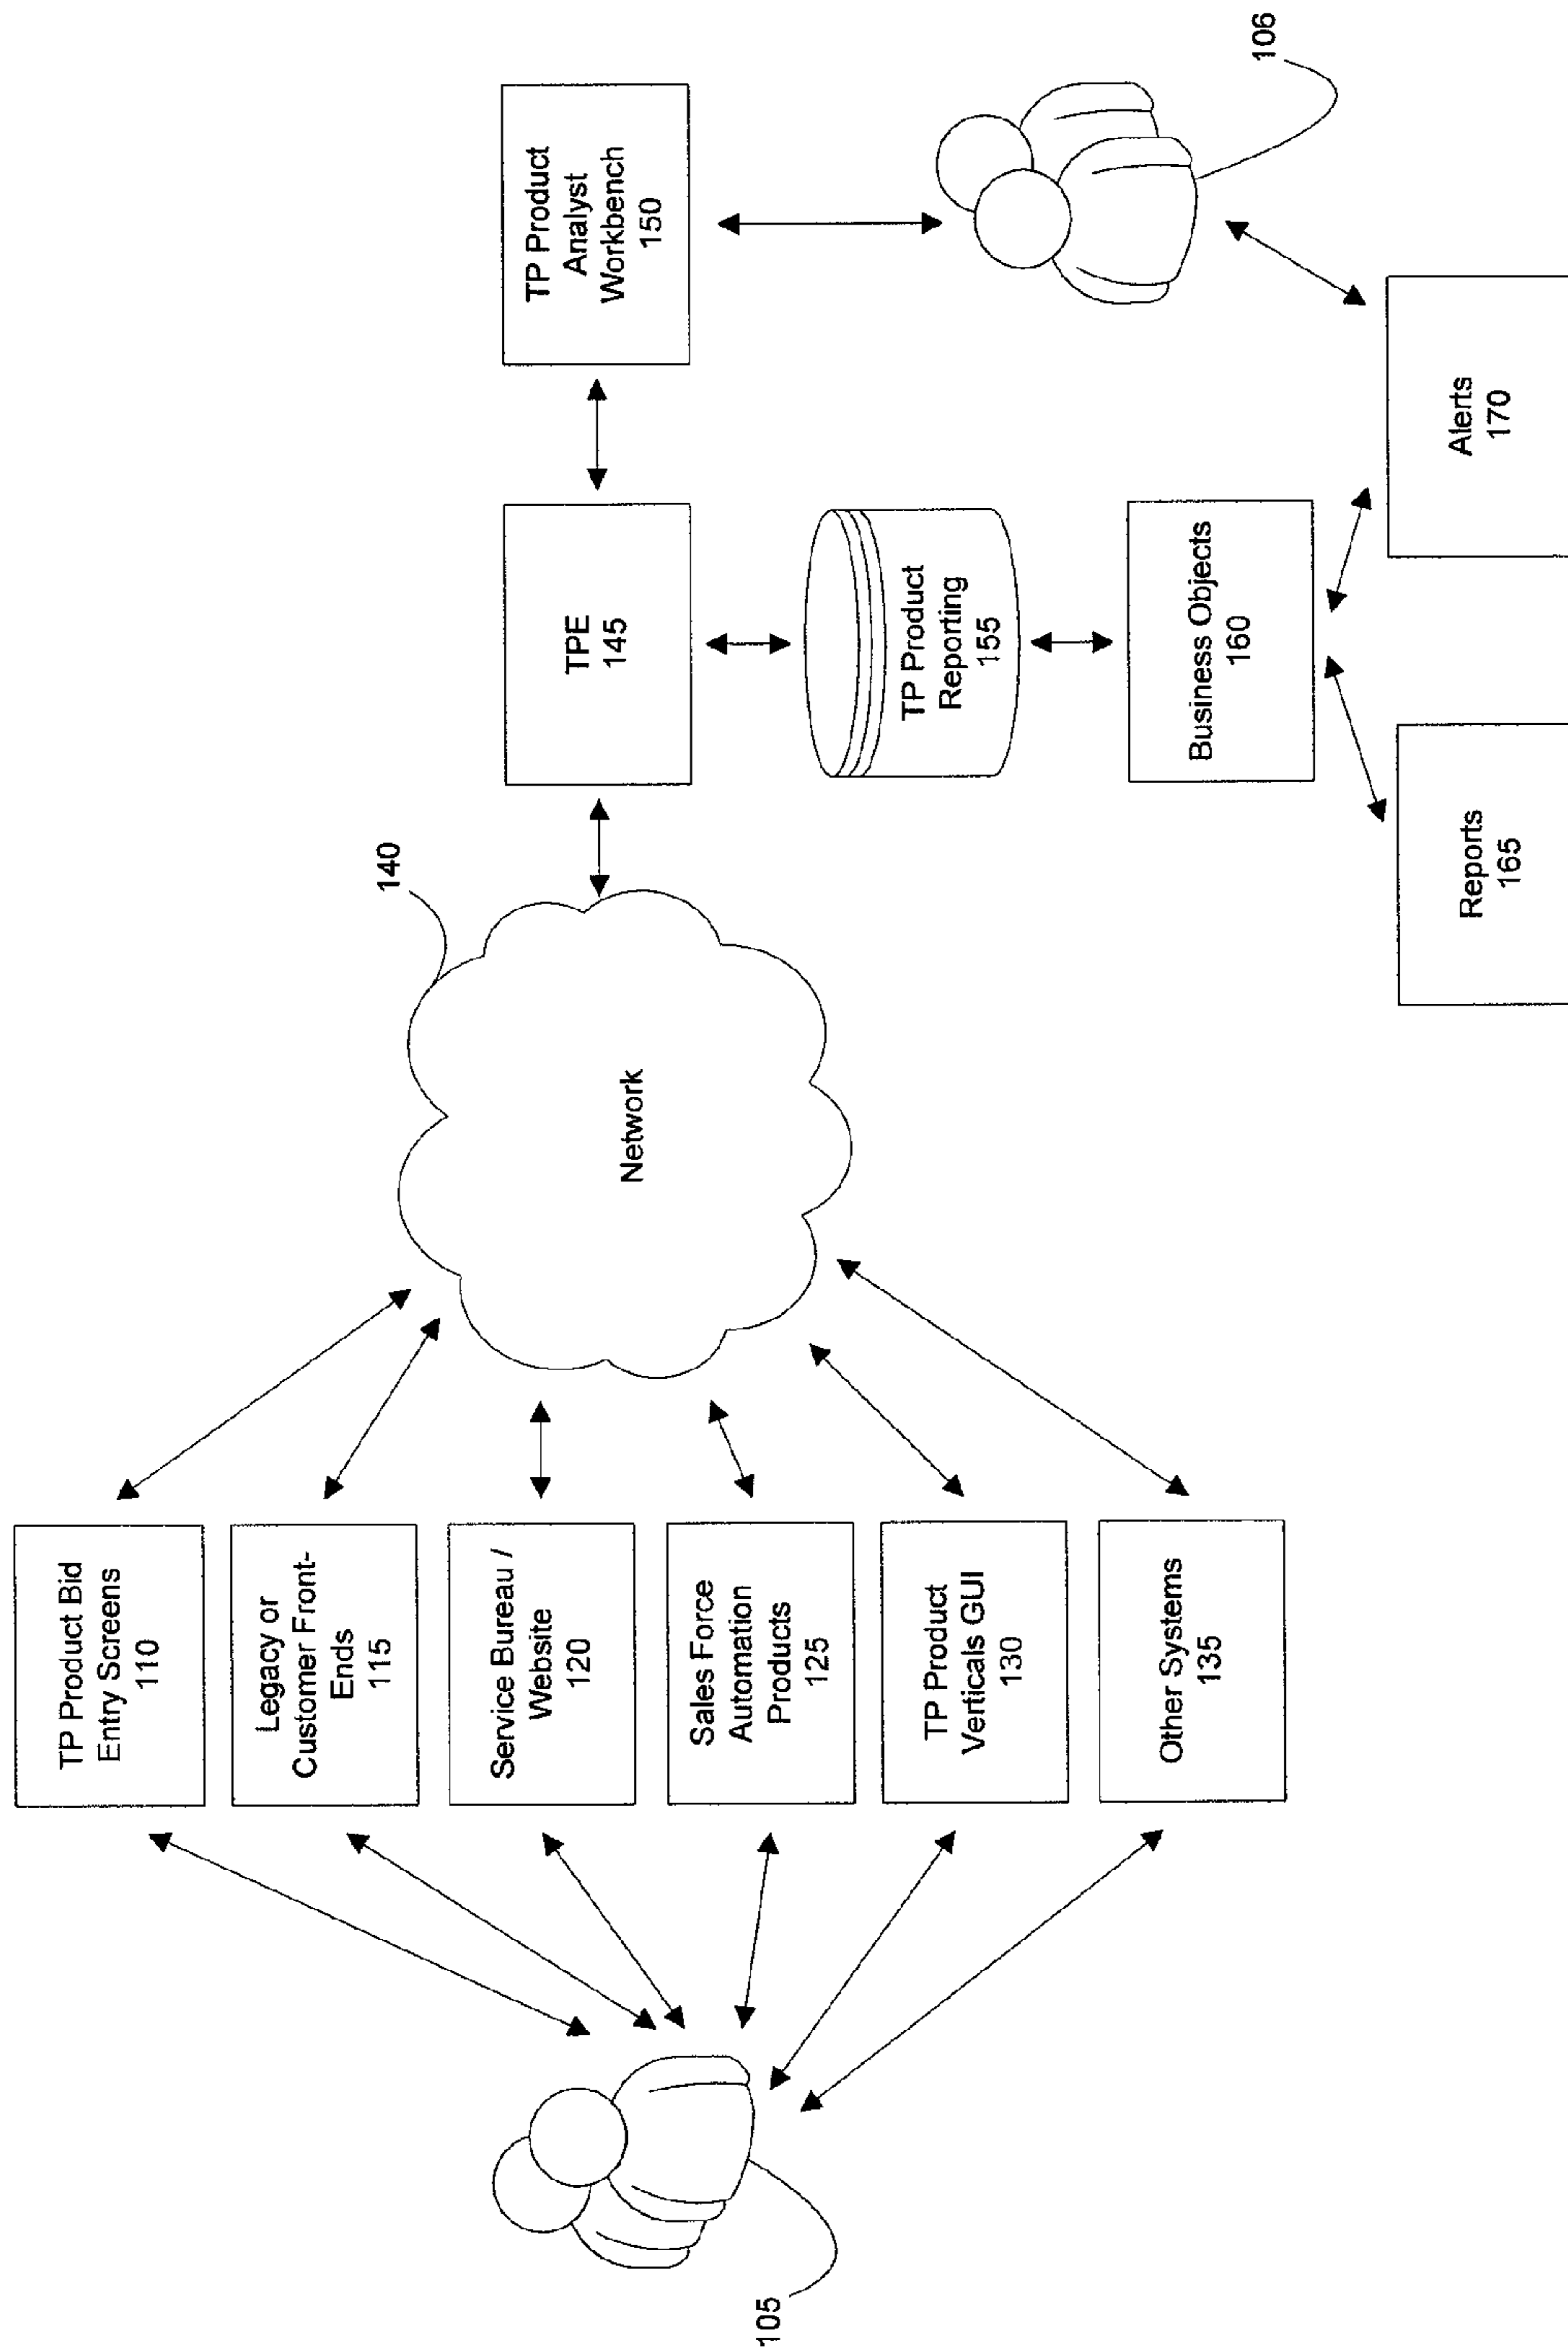 TP Product Bid
Entry Screens
110
Legacy or
Customer Front-
Ends 115
Service Bureau /
Website
120
Sales Force
Automation
Products
125
TP Product
Verticals GUI
130
Other Systems
135
105
Network
140
TPE
145
TP Product
Analyst
Workbench
150
TP Product
Reporting
155
Business Objects
160
Reports
165
Alerts
170
106